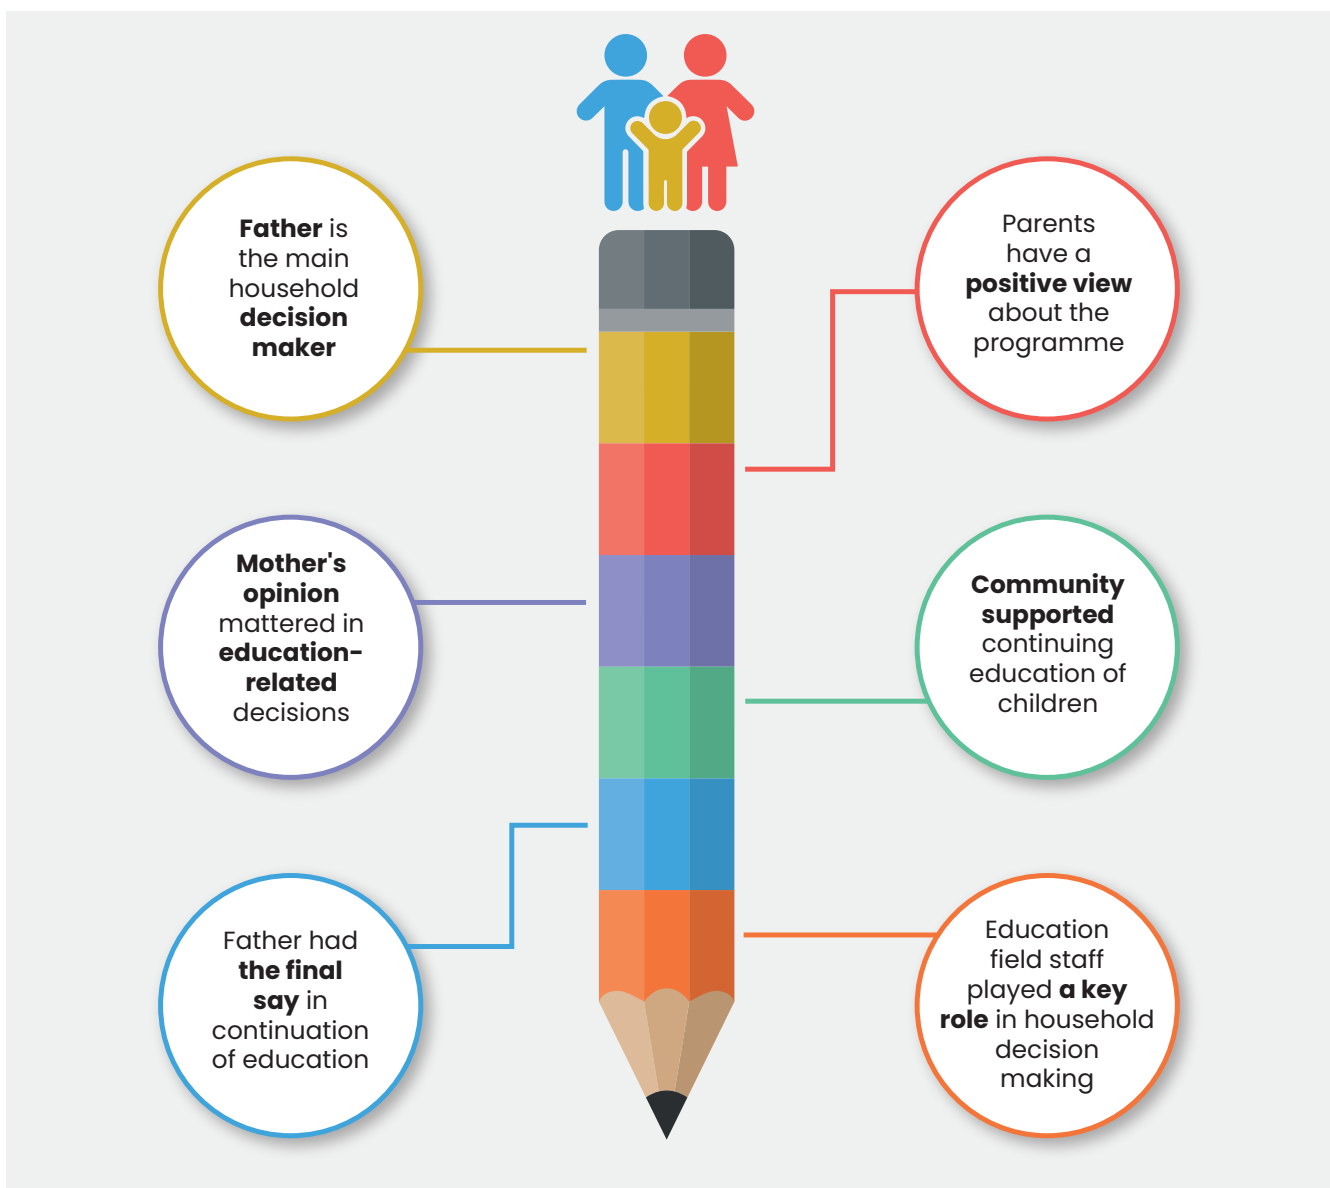 Father is
the main
household
decision
maker
Parents
have a
positive view
about the
programme
Mother's
opinion
mattered in
education-
related
decisions
Community
supported
continuing
education of
children
Father had
the final
say in
continuation
of education
Education
field staff
played a key
role in household
decision
making